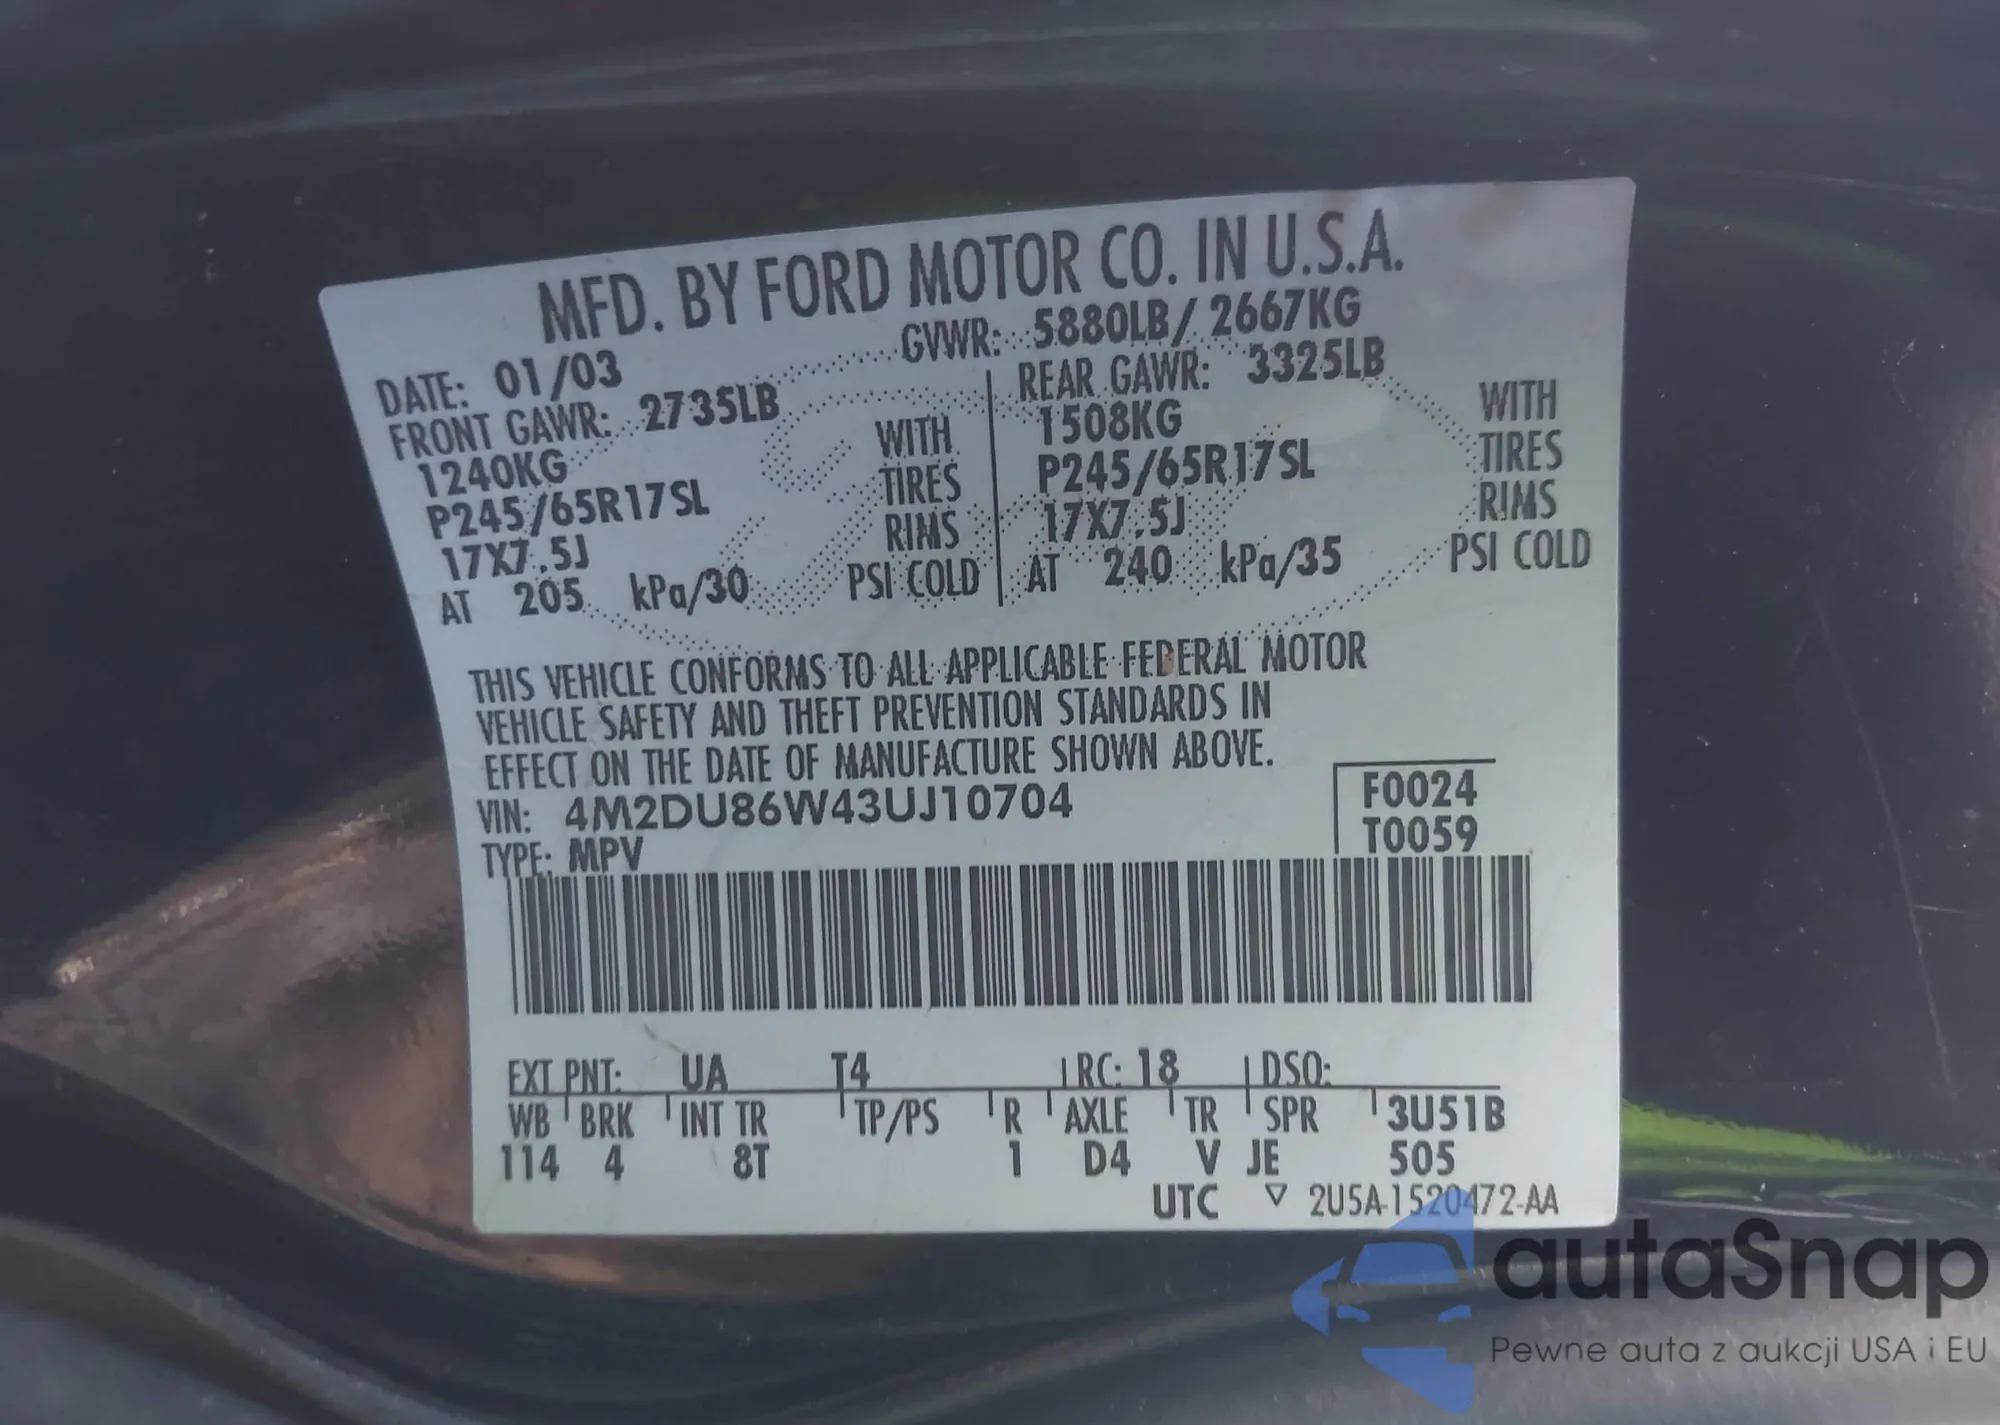 MFD. BY FORD MOTOR CO. IN U.S.A.
DATE: 01/03 GVWR: 5880LB/ 2667KG
FRONT GAWR: 2735LB REAR GAWR: 3325LB
1240KG WITH 1508KG WITH
P245/65R17SL TIRES P245/65R17SL TIRES
17X7.5J RIMS 17X7.5J RIMS
AT 205 kPa/30 PSI COLD AT 240 kPa/35 PSI COLD
THIS VEHICLE CONFORMS TO ALL APPLICABLE FEDERAL MOTOR
VEHICLE SAFETY AND THEFT PREVENTION STANDARDS IN
EFFECT ON THE DATE OF MANUFACTURE SHOWN ABOVE.
VIN: 4M2DU86W43UJ10704 F0024
TYPE: MPV T0059
EXT PNT: UA T4 RC: 18 DSO:
WB BRK INT TR TP/PS R AXLE TR SPR 3U51B
114 4 8T 1 D4 V JE 505
UTC ▽ 2U5A-1520472-AA
autaSnap
Pewne auta z aukcji USA i EU